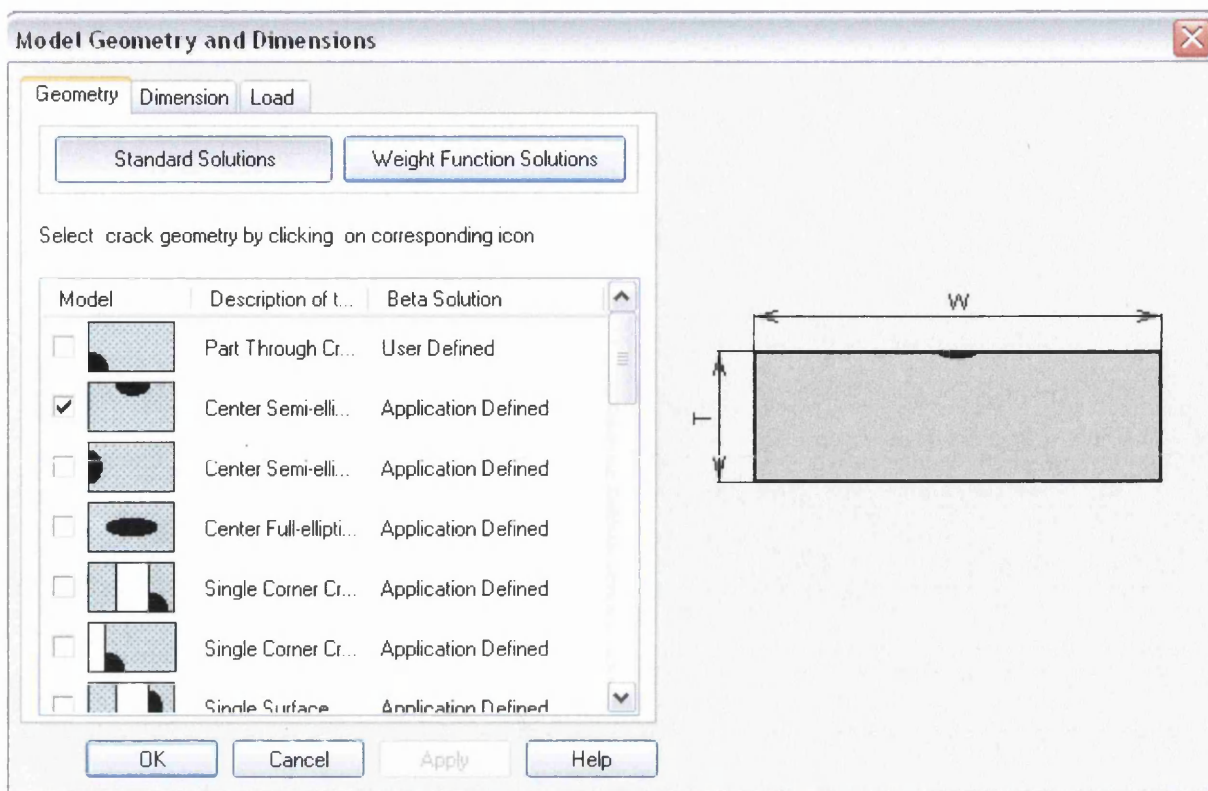 Model Geometry and Dimensions
Geometry Dimension Load
Standard Solutions Weight Function Solutions
Select crack geometry by clicking on corresponding icon
Model Description of t... Beta Solution
Part Through Cr... User Defined
Center Semi-elli... Application Defined
Center Semi-elli... Application Defined
Center Full-ellipti... Application Defined
Single Corner Cr... Application Defined
Single Corner Cr... Application Defined
Single Surface Application Defined
OK Cancel Apply Help
W
T